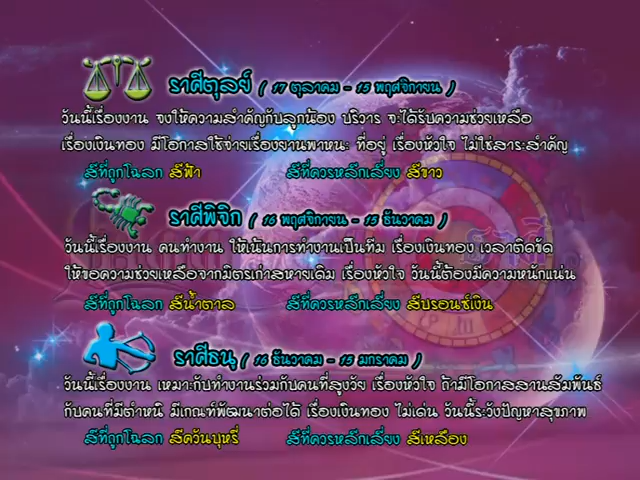 ราศีตุลย์ ( 17 ตุลาคม - 15 พฤศจิกายน )
วันนี้เรื่องงาน จงให้ความสำคัญกับลูกน้อง บริวาร จะได้รับความช่วยเหลือ
เรื่องเงินทอง มีโอกาสใช้จ่ายเรื่องยานพาหนะ ที่อยู่ เรื่องหัวใจ ไม่ใช่สาระสำคัญ
สีที่ถูกโฉลก สีฟ้า สีที่ควรหลีกเลี่ยง สีขาว
ราศีพิจิก ( 16 พฤศจิกายน - 15 ธันวาคม )
วันนี้เรื่องงาน คนทำงาน ให้เน้นการทำงานเป็นทีม เรื่องเงินทอง เวลาติดขัด
ให้ขอความช่วยเหลือจากมิตรเก่าสหายเดิม เรื่องหัวใจ วันนี้ต้องมีความหนักแน่น
สีที่ถูกโฉลก สีน้ำตาล สีที่ควรหลีกเลี่ยง สีบรอนซ์เงิน
ราศีธนู ( 16 ธันวาคม - 15 มกราคม )
วันนี้เรื่องงาน เหมาะกับทำงานร่วมกับคนที่สูงวัย เรื่องหัวใจ ถ้ามีโอกาสสานสัมพันธ์
กับคนที่มีตำหนิ มีเกณฑ์พัฒนาต่อได้ เรื่องเงินทอง ไม่เด่น วันนี้ระวังปัญหาสุขภาพ
สีที่ถูกโฉลก สีควันบุหรี่ สีที่ควรหลีกเลี่ยง สีเหลือง